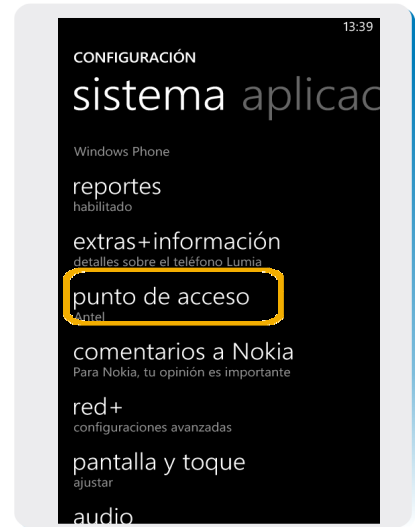 13:39
CONFIGURACIÓN
sistema aplicac
Windows Phone
reportes
habilitado
extras+información
detalles sobre el teléfono Lumia
punto de acceso
Antel
comentarios a Nokia
Para Nokia, tu opinión es importante
red+
configuraciones avanzadas
pantalla y toque
ajustar
audio